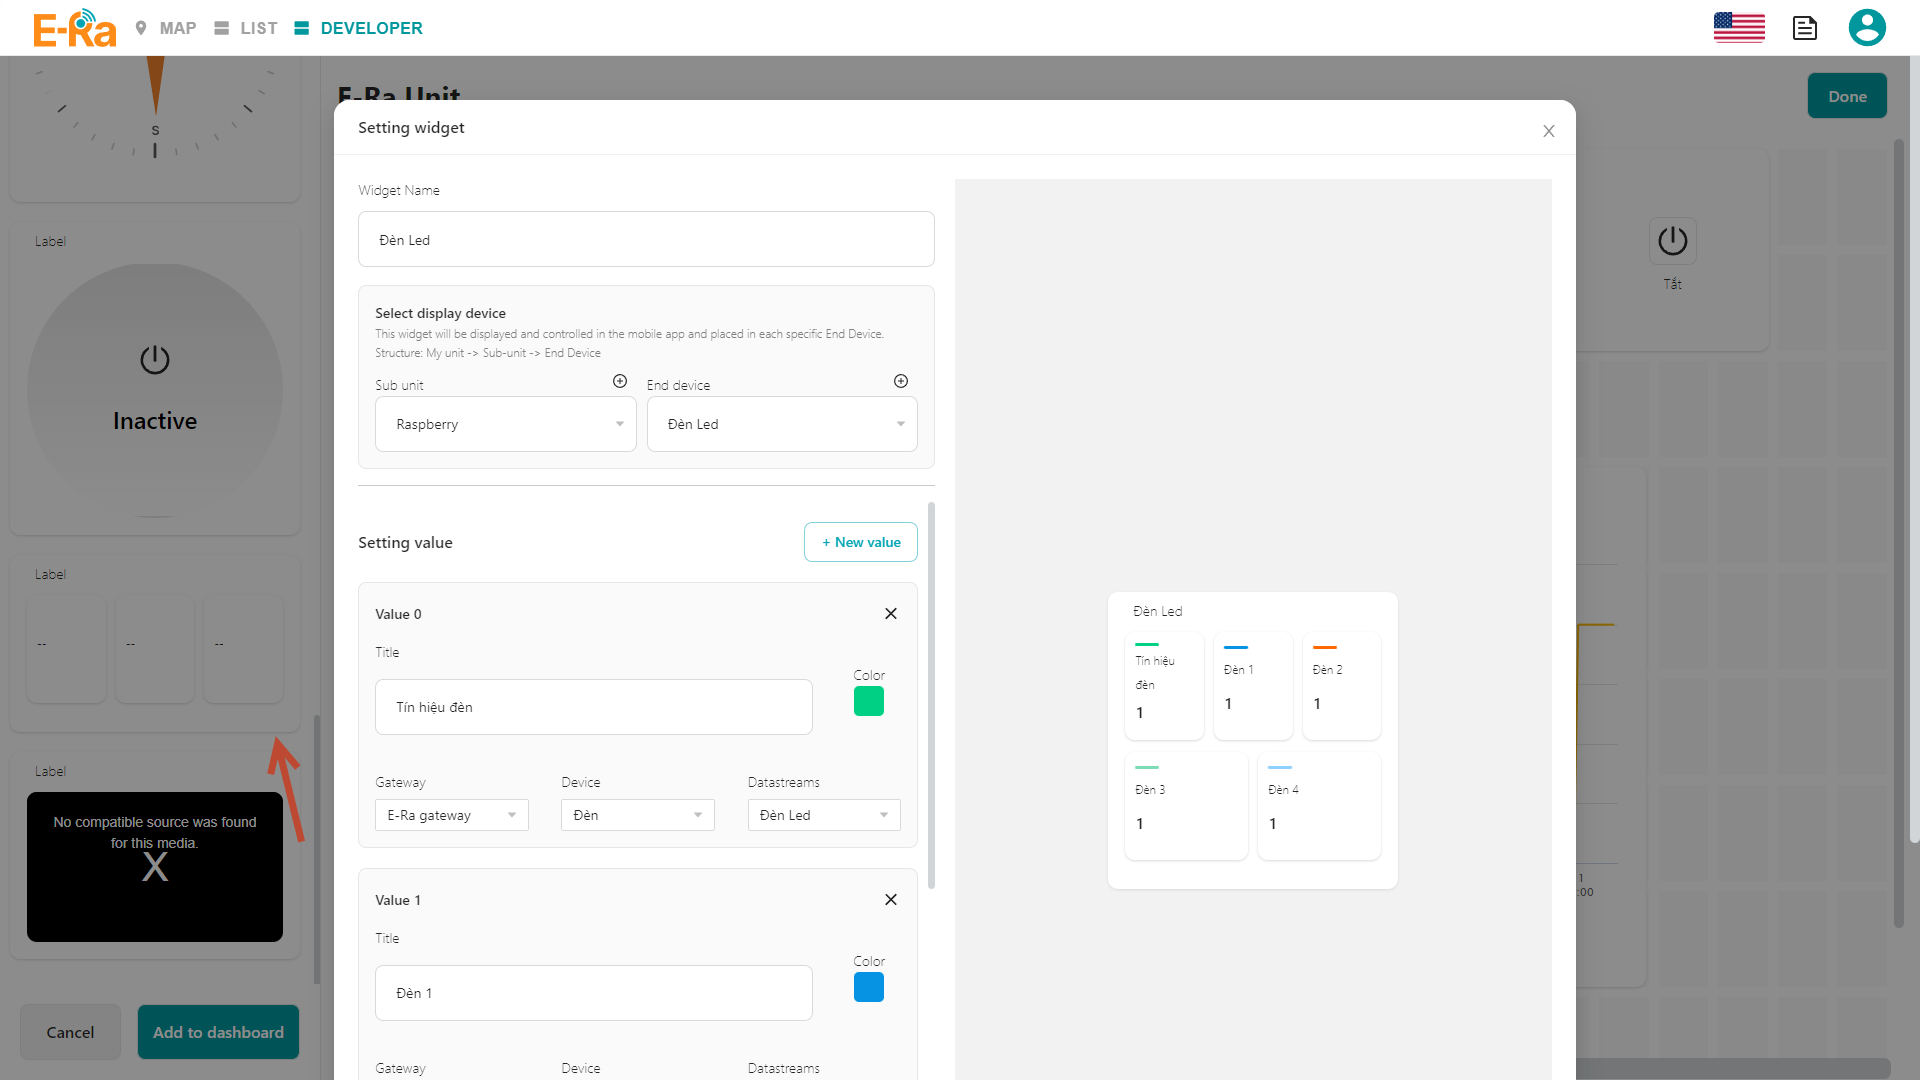 E-Ra
MAP
LIST
DEVELOPER
E-Ra Unit
Done
S
Label
Inactive
Label
--
--
--
Label
No compatible source was found
for this media.
X
Cancel
Add to dashboard
Setting widget
Widget Name
Đèn Led
Select display device
This widget will be displayed and controlled in the mobile app and placed in each specific End Device.
Structure: My unit -> Sub-unit -> End Device
Sub unit
End device
Raspberry
Đèn Led
Setting value
+ New value
Value 0
Title
Color
Tín hiệu đèn
Gateway
Device
Datastreams
E-Ra gateway
Đèn
Đèn Led
Value 1
Title
Color
Đèn 1
Gateway
Device
Datastreams
Đèn Led
Tín hiệu
đèn
1
Đèn 1
1
Đèn 2
1
Đèn 3
1
Đèn 4
1
Tắt
1
:00